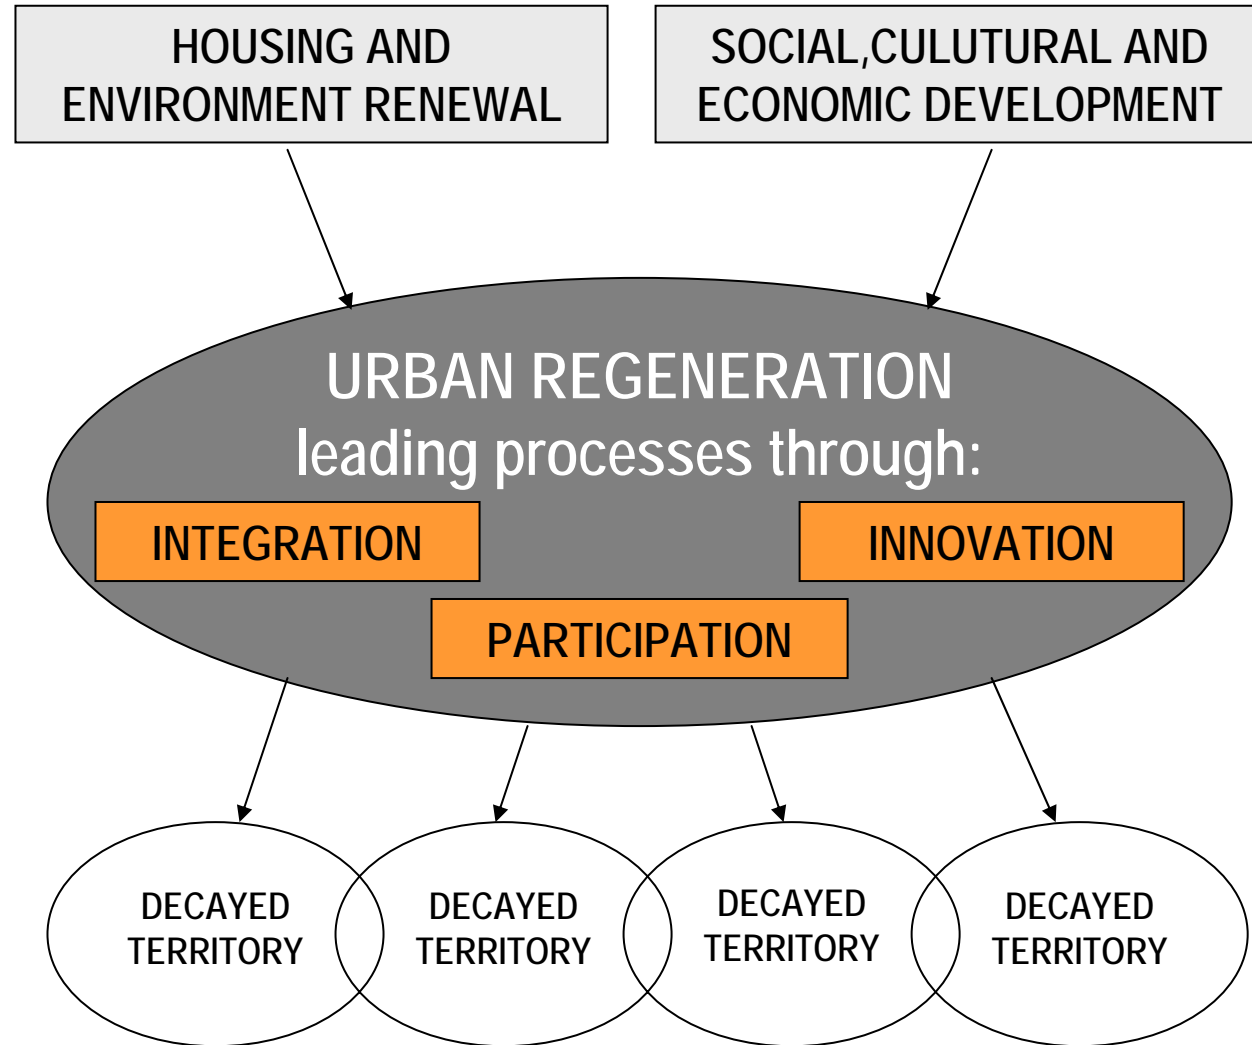 HOUSING AND
ENVIRONMENT RENEWAL
SOCIAL,CULUTURAL AND
ECONOMIC DEVELOPMENT
URBAN REGENERATION
leading processes through:
INTEGRATION
INNOVATION
PARTICIPATION
DECAYED
TERRITORY
DECAYED
TERRITORY
DECAYED
TERRITORY
DECAYED
TERRITORY